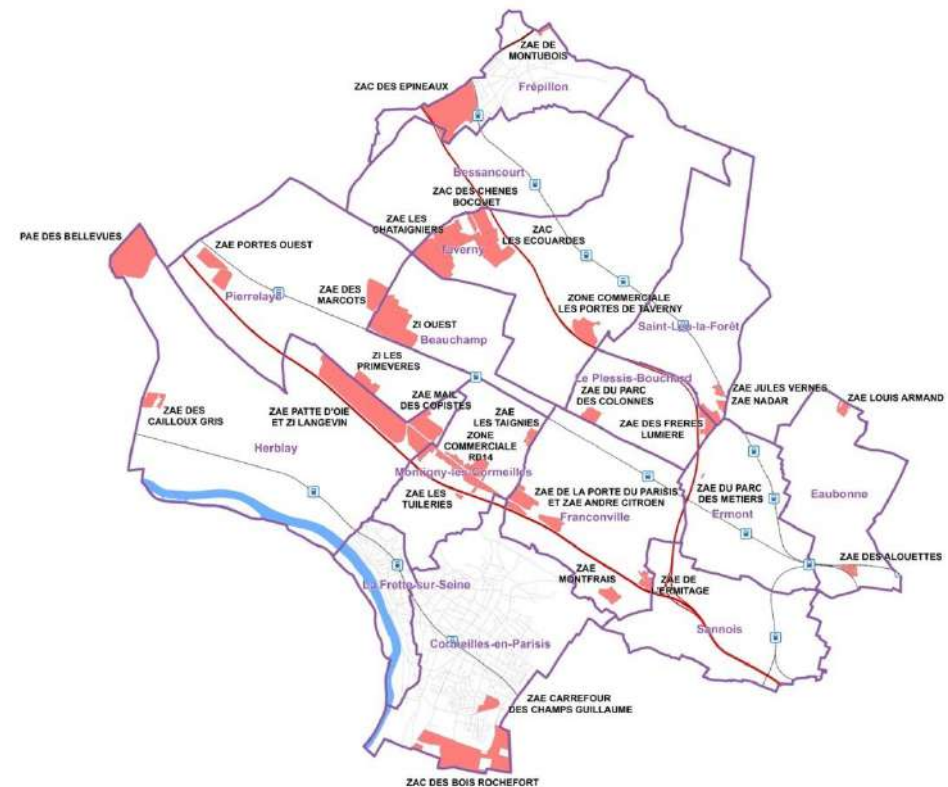 ZAE DE
MONTUBOIS
ZAC DES EPINEAUX
Frépillon
Bessancourt
ZAC DES CHENES
BOCQUET
ZAE LES
CHATAIGNIERS
ZAC
LES ECOUARDES
Taverny
PAE DES BELLEVUES
ZAE PORTES OUEST
Pierrelaye
ZAE DES
MARCOTS
ZONE COMMERCIALE
LES PORTES DE TAVERNY
Saint-Leu-la-Forêt
ZI OUEST
Beauchamp
ZI LES
PRIMEVERES
Le Plessis-Bouchard
ZAE DU PARC
DES COLONNES
ZAE JULES VERNES
ZAE NADAR
ZAE LOUIS ARMAND
ZAE DES
CAILLOUX GRIS
ZAE PATTE D'OIE
ET ZI LANGEVIN
ZAE MAIL
DES COPISTES
ZAE
LES TAIGNIES
ZAE DES FRERES
LUMIERE
Herblay
ZONE
COMMERCIALE
RD14
Montigny-les-Cormeilles
ZAE LES
TUILERIES
ZAE DE LA PORTE DU PARISIS
ET ZAE ANDRE CITROEN
Franconville
ZAE DU PARC
DES METIERS
Ermont
Eaubonne
ZAE DES ALOUETTES
ZAE
MONTFRAIS
ZAE DE
L'ERMITAGE
La Frette-sur-Seine
Sannois
Cormeilles-en-Parisis
ZAE CARREFOUR
DES CHAMPS GUILLAUME
ZAC DES BOIS ROCHEFORT